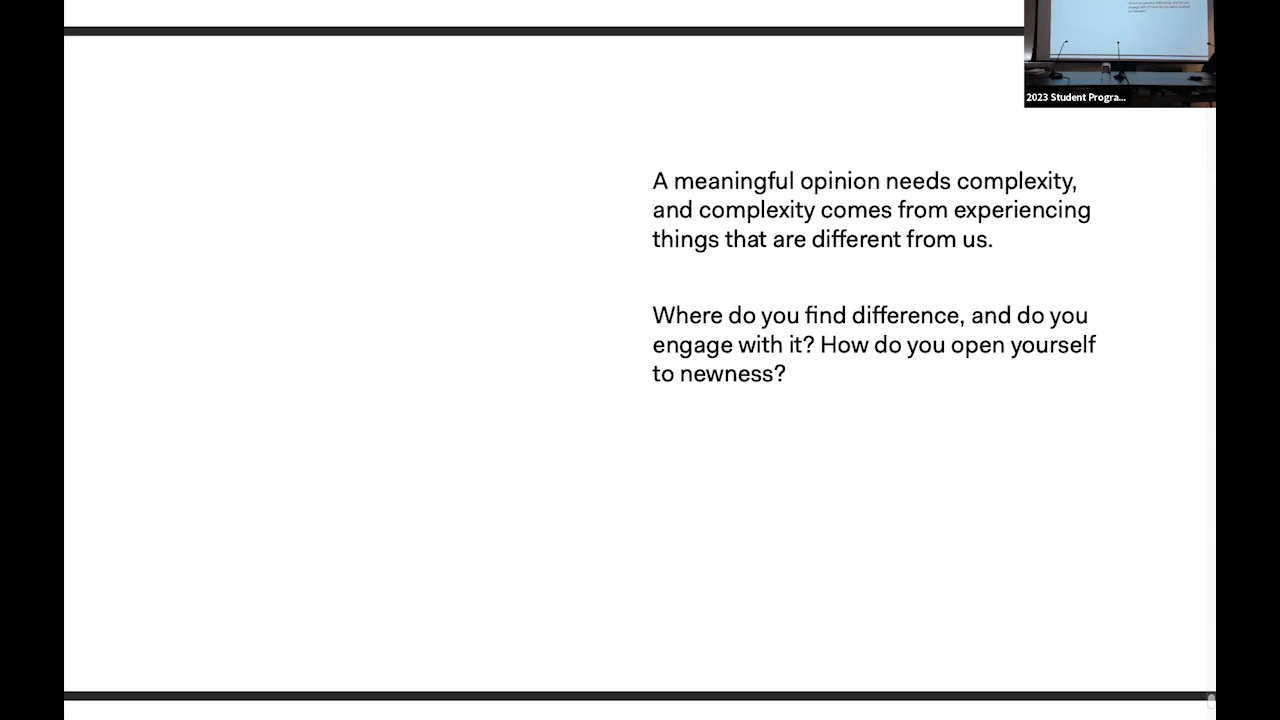 2023 Student Progra...
A meaningful opinion needs complexity,
and complexity comes from experiencing
things that are different from us.
Where do you find difference, and do you
engage with it? How do you open yourself
to newness?